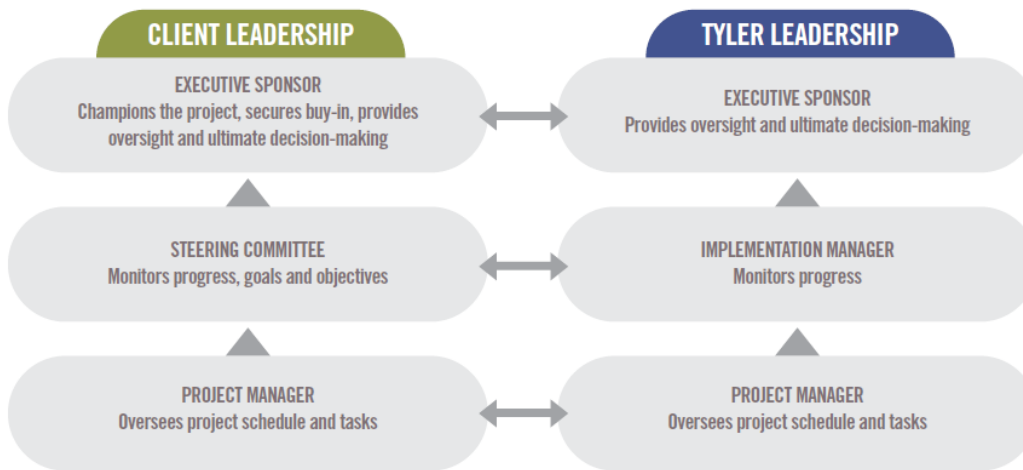 CLIENT LEADERSHIP
EXECUTIVE SPONSOR
Champions the project, secures buy-in, provides
oversight and ultimate decision-making
STEERING COMMITTEE
Monitors progress, goals and objectives
PROJECT MANAGER
Oversees project schedule and tasks
TYLER LEADERSHIP
EXECUTIVE SPONSOR
Provides oversight and ultimate decision-making
IMPLEMENTATION MANAGER
Monitors progress
PROJECT MANAGER
Oversees project schedule and tasks